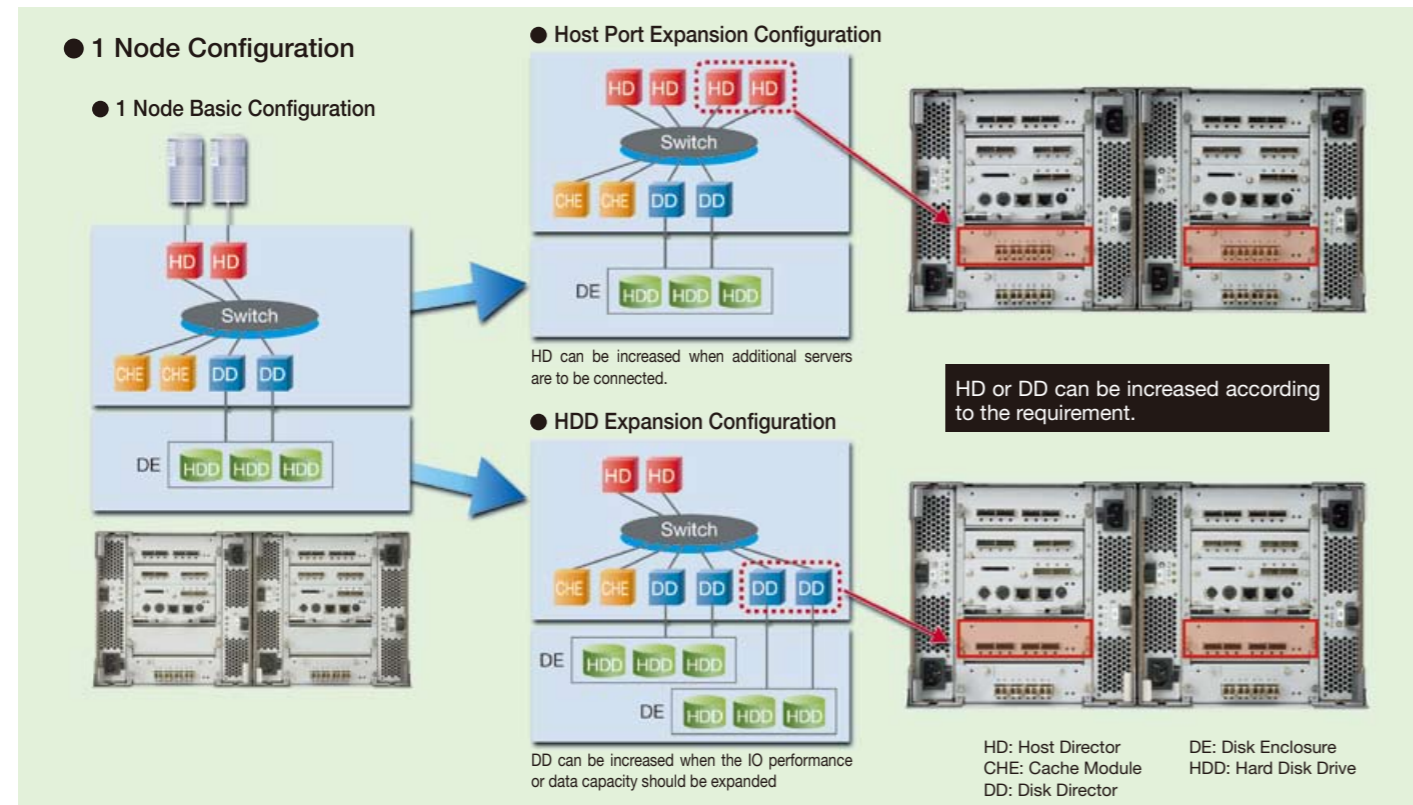 ● 1 Node Configuration
● 1 Node Basic Configuration
HD HD
Switch
CHE CHE DD DD
DE HDD HDD HDD
● Host Port Expansion Configuration
HD HD HD HD
Switch
CHE CHE DD DD
DE HDD HDD HDD
HD can be increased when additional servers
are to be connected.
● HDD Expansion Configuration
HD HD
Switch
CHE CHE DD DD DD DD
DE HDD HDD HDD
DE HDD HDD HDD
DD can be increased when the IO performance
or data capacity should be expanded
HD or DD can be increased according
to the requirement.
HD: Host Director
CHE: Cache Module
DD: Disk Director
DE: Disk Enclosure
HDD: Hard Disk Drive